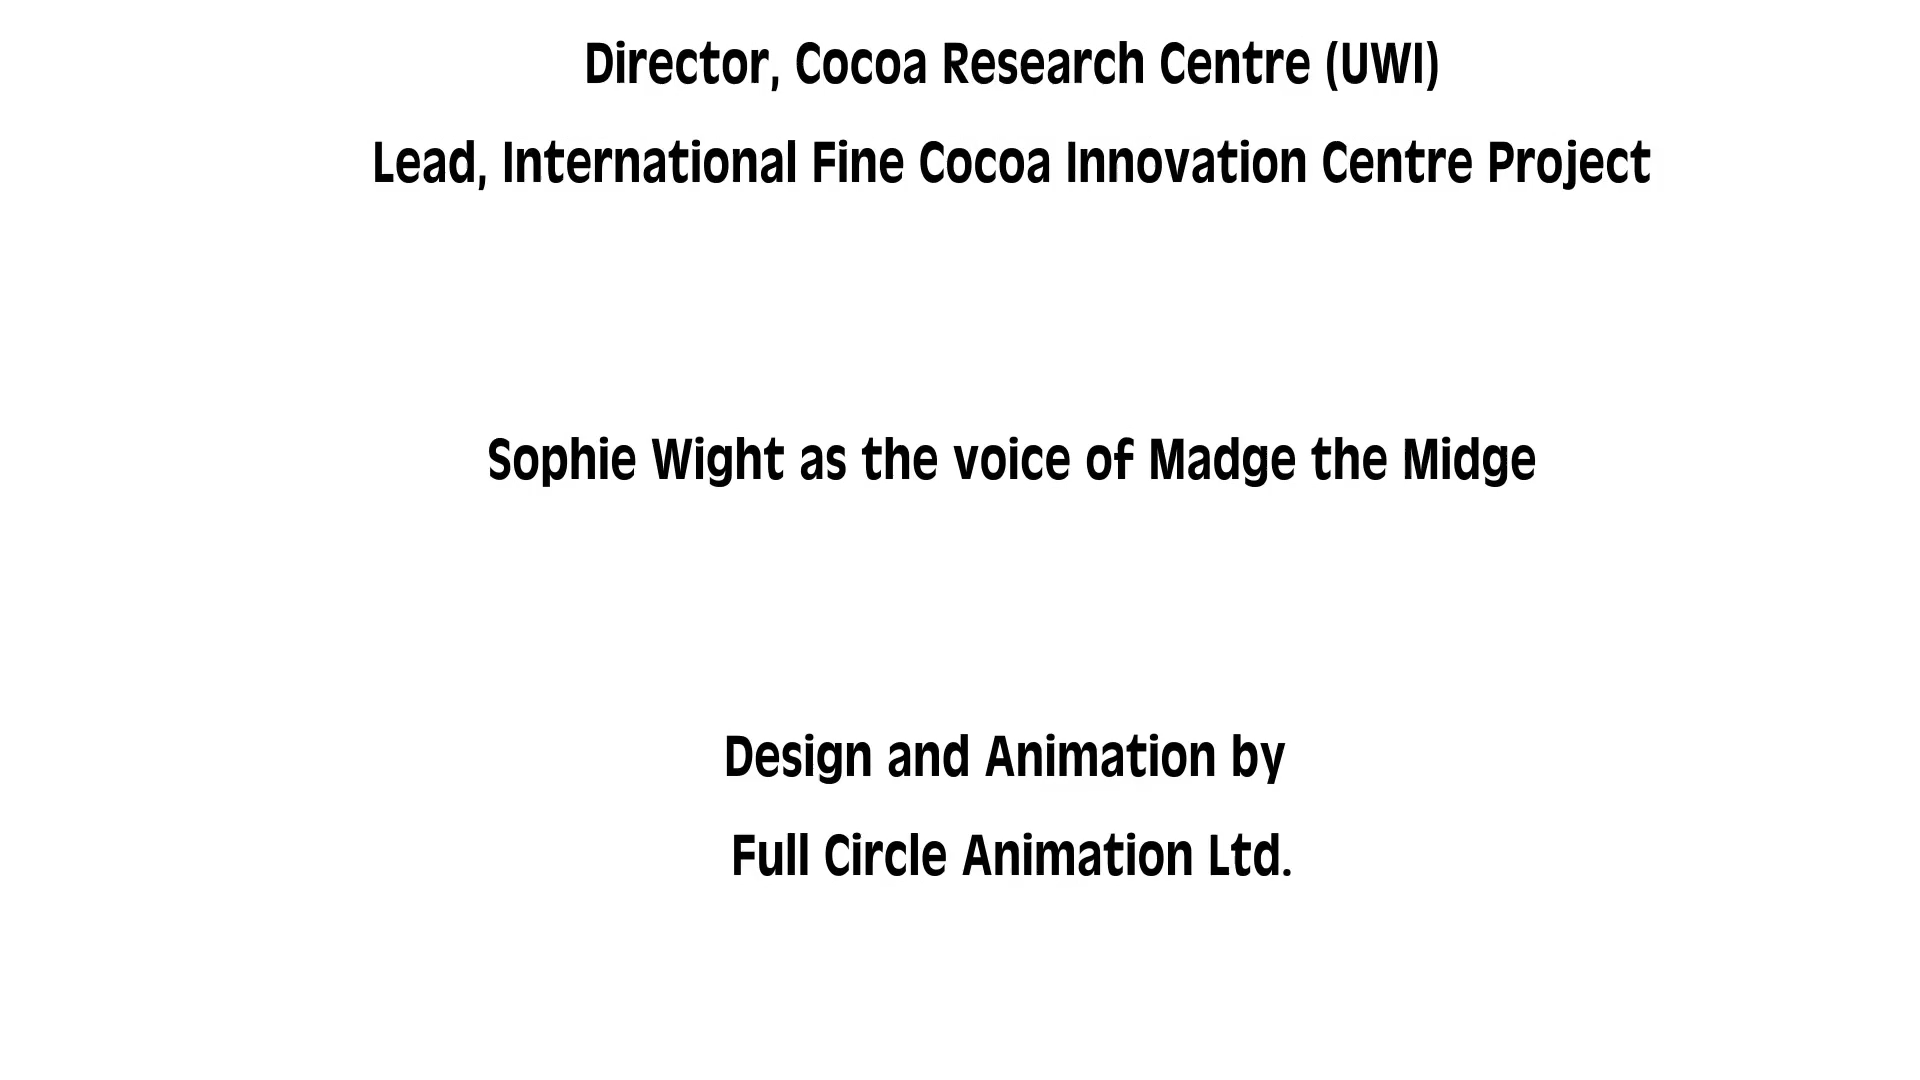 Director, Cocoa Research Centre (UWI)
Lead, International Fine Cocoa Innovation Centre Project
Sophie Wight as the voice of Madge the Midge
Design and Animation by
Full Circle Animation Ltd.